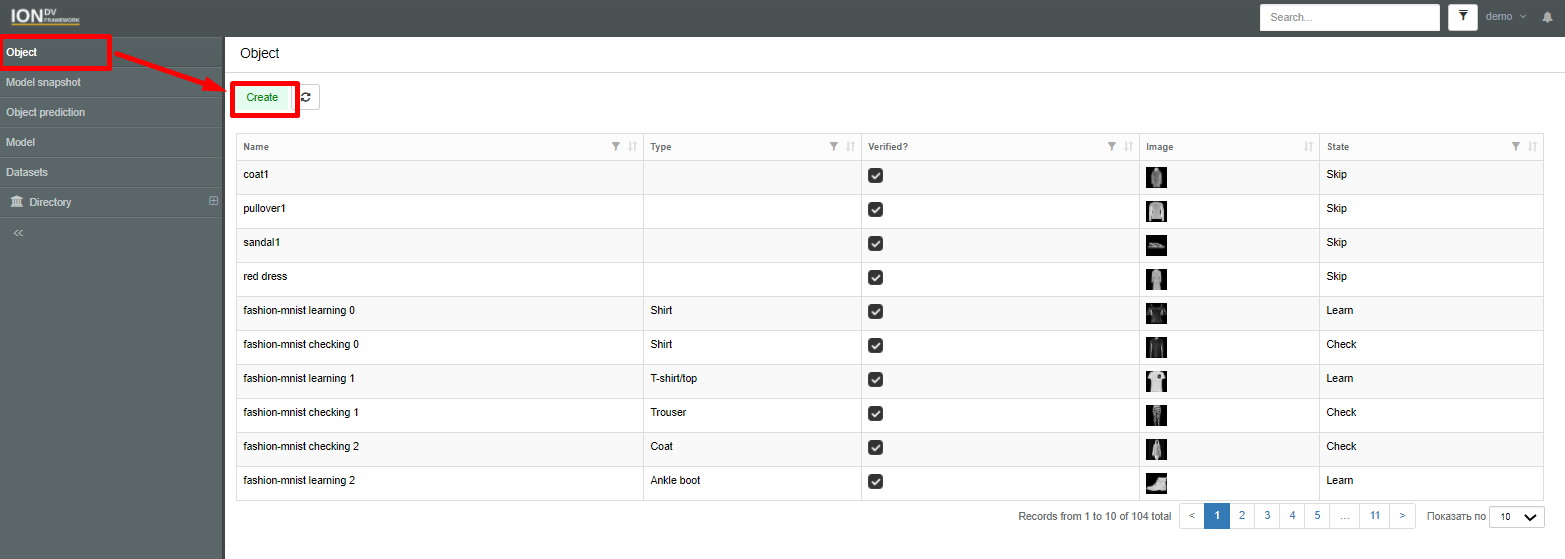 ION DV FRAMEWORK
Search...
demo
Object
Model snapshot
Object prediction
Model
Datasets
Directory
Object
Create
Name Type Verified? Image State
coat1 Skip
pullover1 Skip
sandal1 Skip
red dress Skip
fashion-mnist learning 0 Shirt Learn
fashion-mnist checking 0 Shirt Check
fashion-mnist learning 1 T-shirt/top Learn
fashion-mnist checking 1 Trouser Check
fashion-mnist checking 2 Coat Check
fashion-mnist learning 2 Ankle boot Learn
Records from 1 to 10 of 104 total < 1 2 3 4 5 ... 11 > Показать по 10